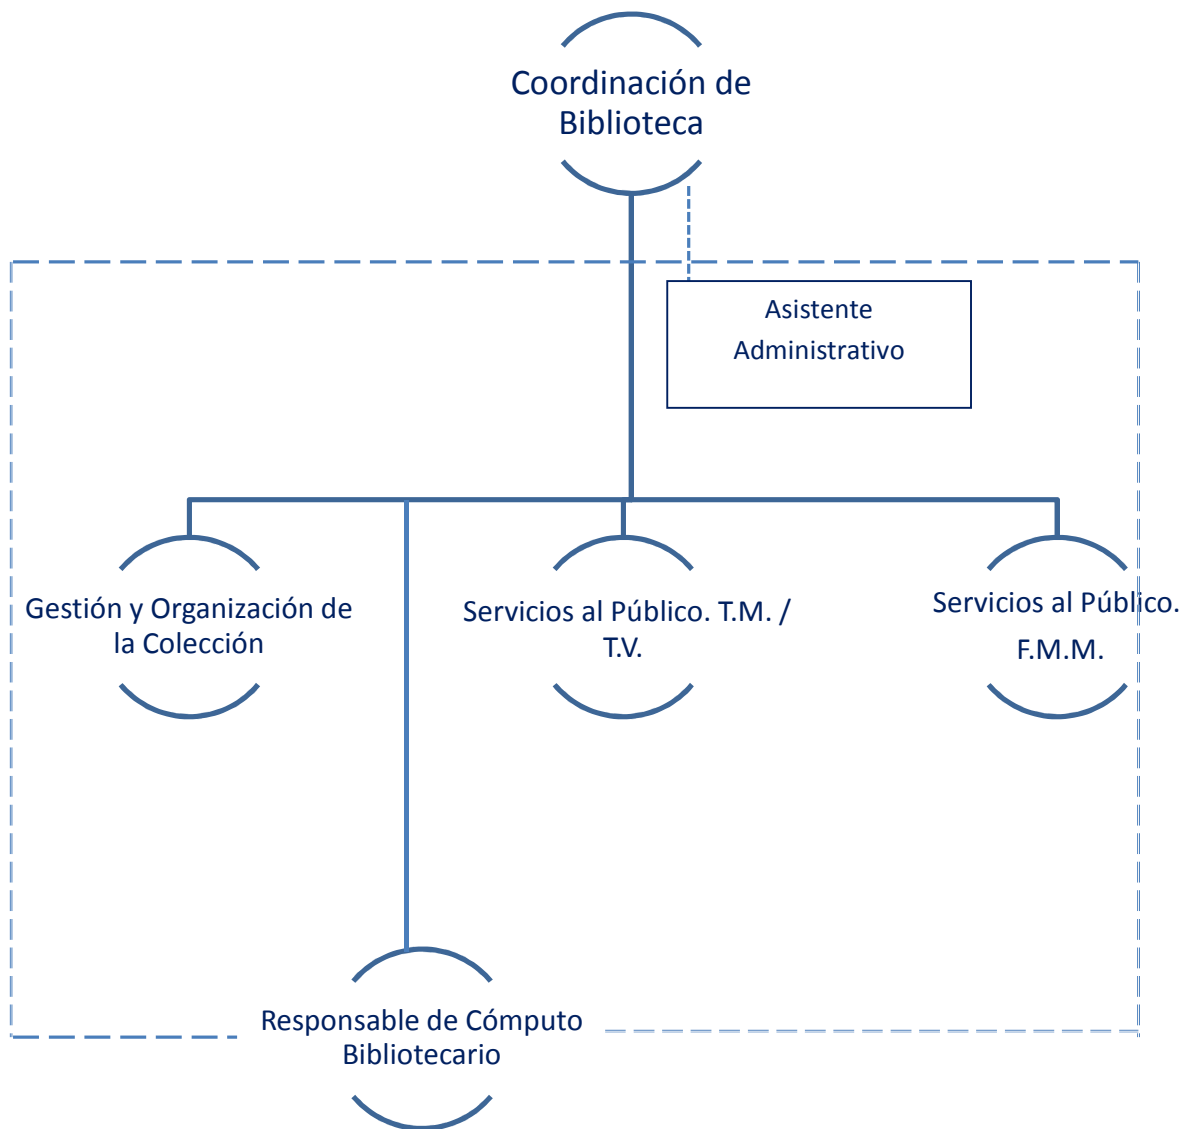 Coordinación de
Biblioteca
Asistente
Administrativo
Gestión y Organización de
la Colección
Servicios al Público. T.M. /
T.V.
Servicios al Público.
F.M.M.
Responsable de Cómputo
Bibliotecario